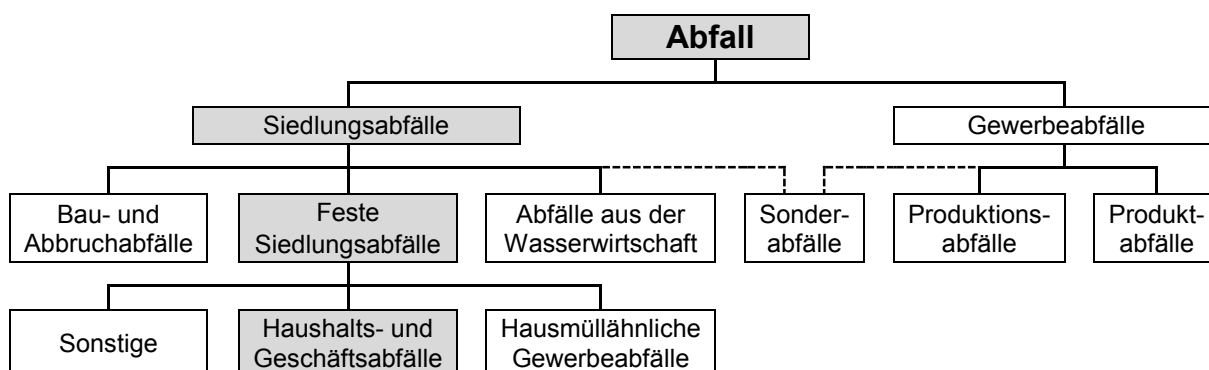 Abfall
Siedlungsabfälle
Gewerbeabfälle
Bau- und
Abbruchabfälle
Feste
Siedlungsabfälle
Abfälle aus der
Wasserwirtschaft
Sonder-
abfälle
Produktions-
abfälle
Produkt-
abfälle
Sonstige
Haushalts- und
Geschäftsabfälle
Hausmüllähnliche
Gewerbeabfälle